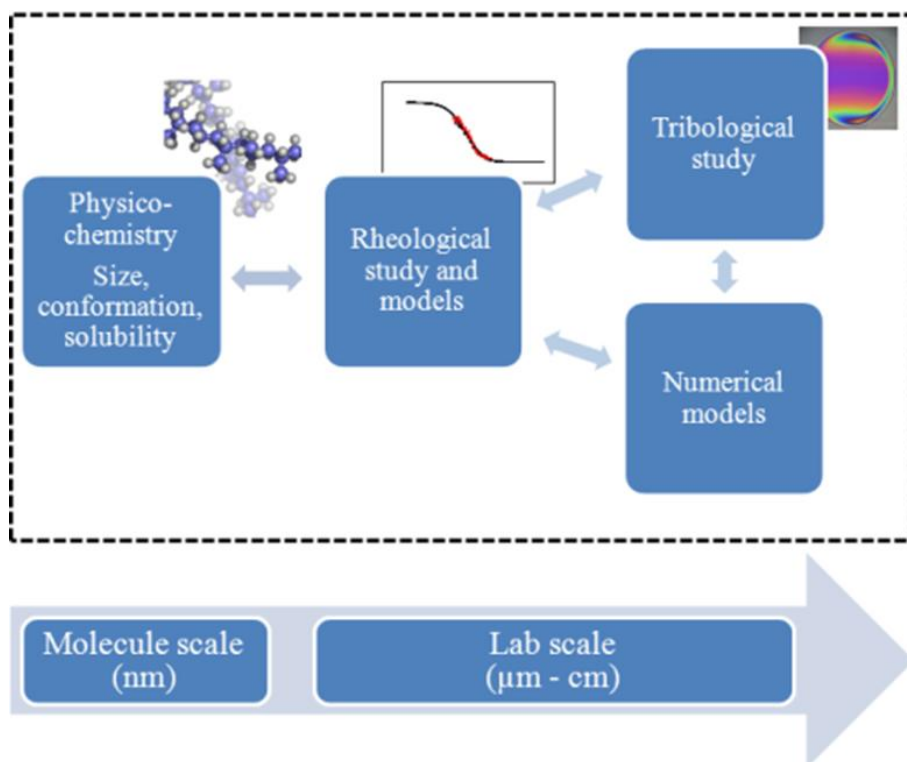 Physico-
chemistry
Size,
conformation,
solubility
Rheological
study and
models
Tribological
study
Numerical
models
Molecule scale
(nm)
Lab scale
(µm - cm)